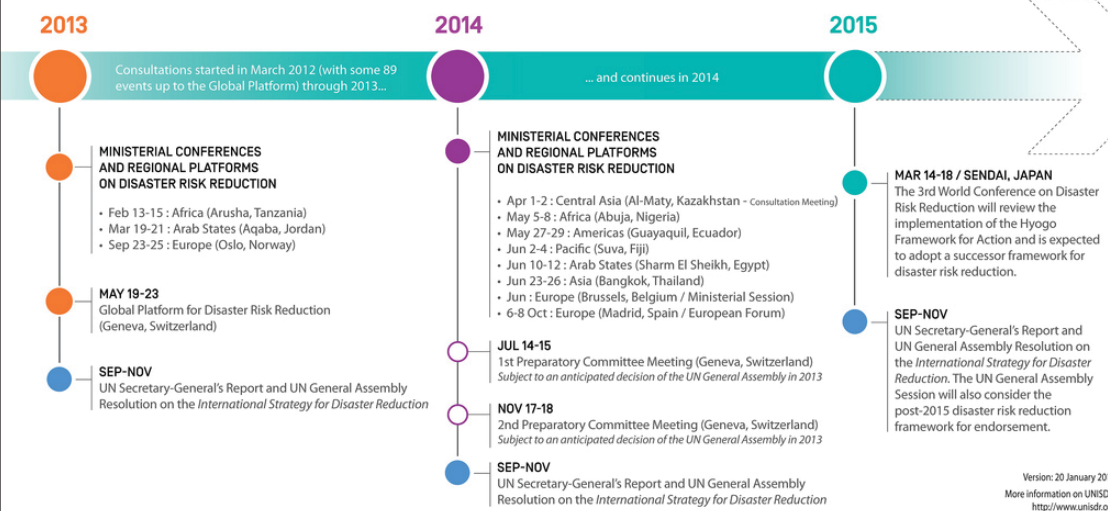 2013
2014
2015
Consultations started in March 2012 (with some 89
events up to the Global Platform) through 2013...
... and continues in 2014
MINISTERIAL CONFERENCES
AND REGIONAL PLATFORMS
ON DISASTER RISK REDUCTION
• Feb 13-15 : Africa (Arusha, Tanzania)
• Mar 19-21 : Arab States (Aqaba, Jordan)
• Sep 23-25 : Europe (Oslo, Norway)
MAY 19-23
Global Platform for Disaster Risk Reduction
(Geneva, Switzerland)
SEP-NOV
UN Secretary-General's Report and UN General Assembly
Resolution on the International Strategy for Disaster Reduction
MINISTERIAL CONFERENCES
AND REGIONAL PLATFORMS
ON DISASTER RISK REDUCTION
• Apr 1-2 : Central Asia (Al-Maty, Kazakhstan - Consultation Meeting)
• May 5-8 : Africa (Abuja, Nigeria)
• May 27-29 : Americas (Guayaquil, Ecuador)
• Jun 2-4 : Pacific (Suva, Fiji)
• Jun 10-12 : Arab States (Sharm El Sheikh, Egypt)
• Jun 23-26 : Asia (Bangkok, Thailand)
• Jun : Europe (Brussels, Belgium / Ministerial Session)
• 6-8 Oct : Europe (Madrid, Spain / European Forum)
JUL 14-15
1st Preparatory Committee Meeting (Geneva, Switzerland)
Subject to an anticipated decision of the UN General Assembly in 2013
NOV 17-18
2nd Preparatory Committee Meeting (Geneva, Switzerland)
Subject to an anticipated decision of the UN General Assembly in 2013
SEP-NOV
UN Secretary-General's Report and UN General Assembly
Resolution on the International Strategy for Disaster Reduction
MAR 14-18 / SENDAI, JAPAN
The 3rd World Conference on Disaster
Risk Reduction will review the
implementation of the Hyogo
Framework for Action and is expected
to adopt a successor framework for
disaster risk reduction.
SEP-NOV
UN Secretary-General's Report and
UN General Assembly Resolution on
the International Strategy for Disaster
Reduction. The UN General Assembly
Session will also consider the
post-2015 disaster risk reduction
framework for endorsement.
Version: 20 January
More information on
http://www.unisdr.o